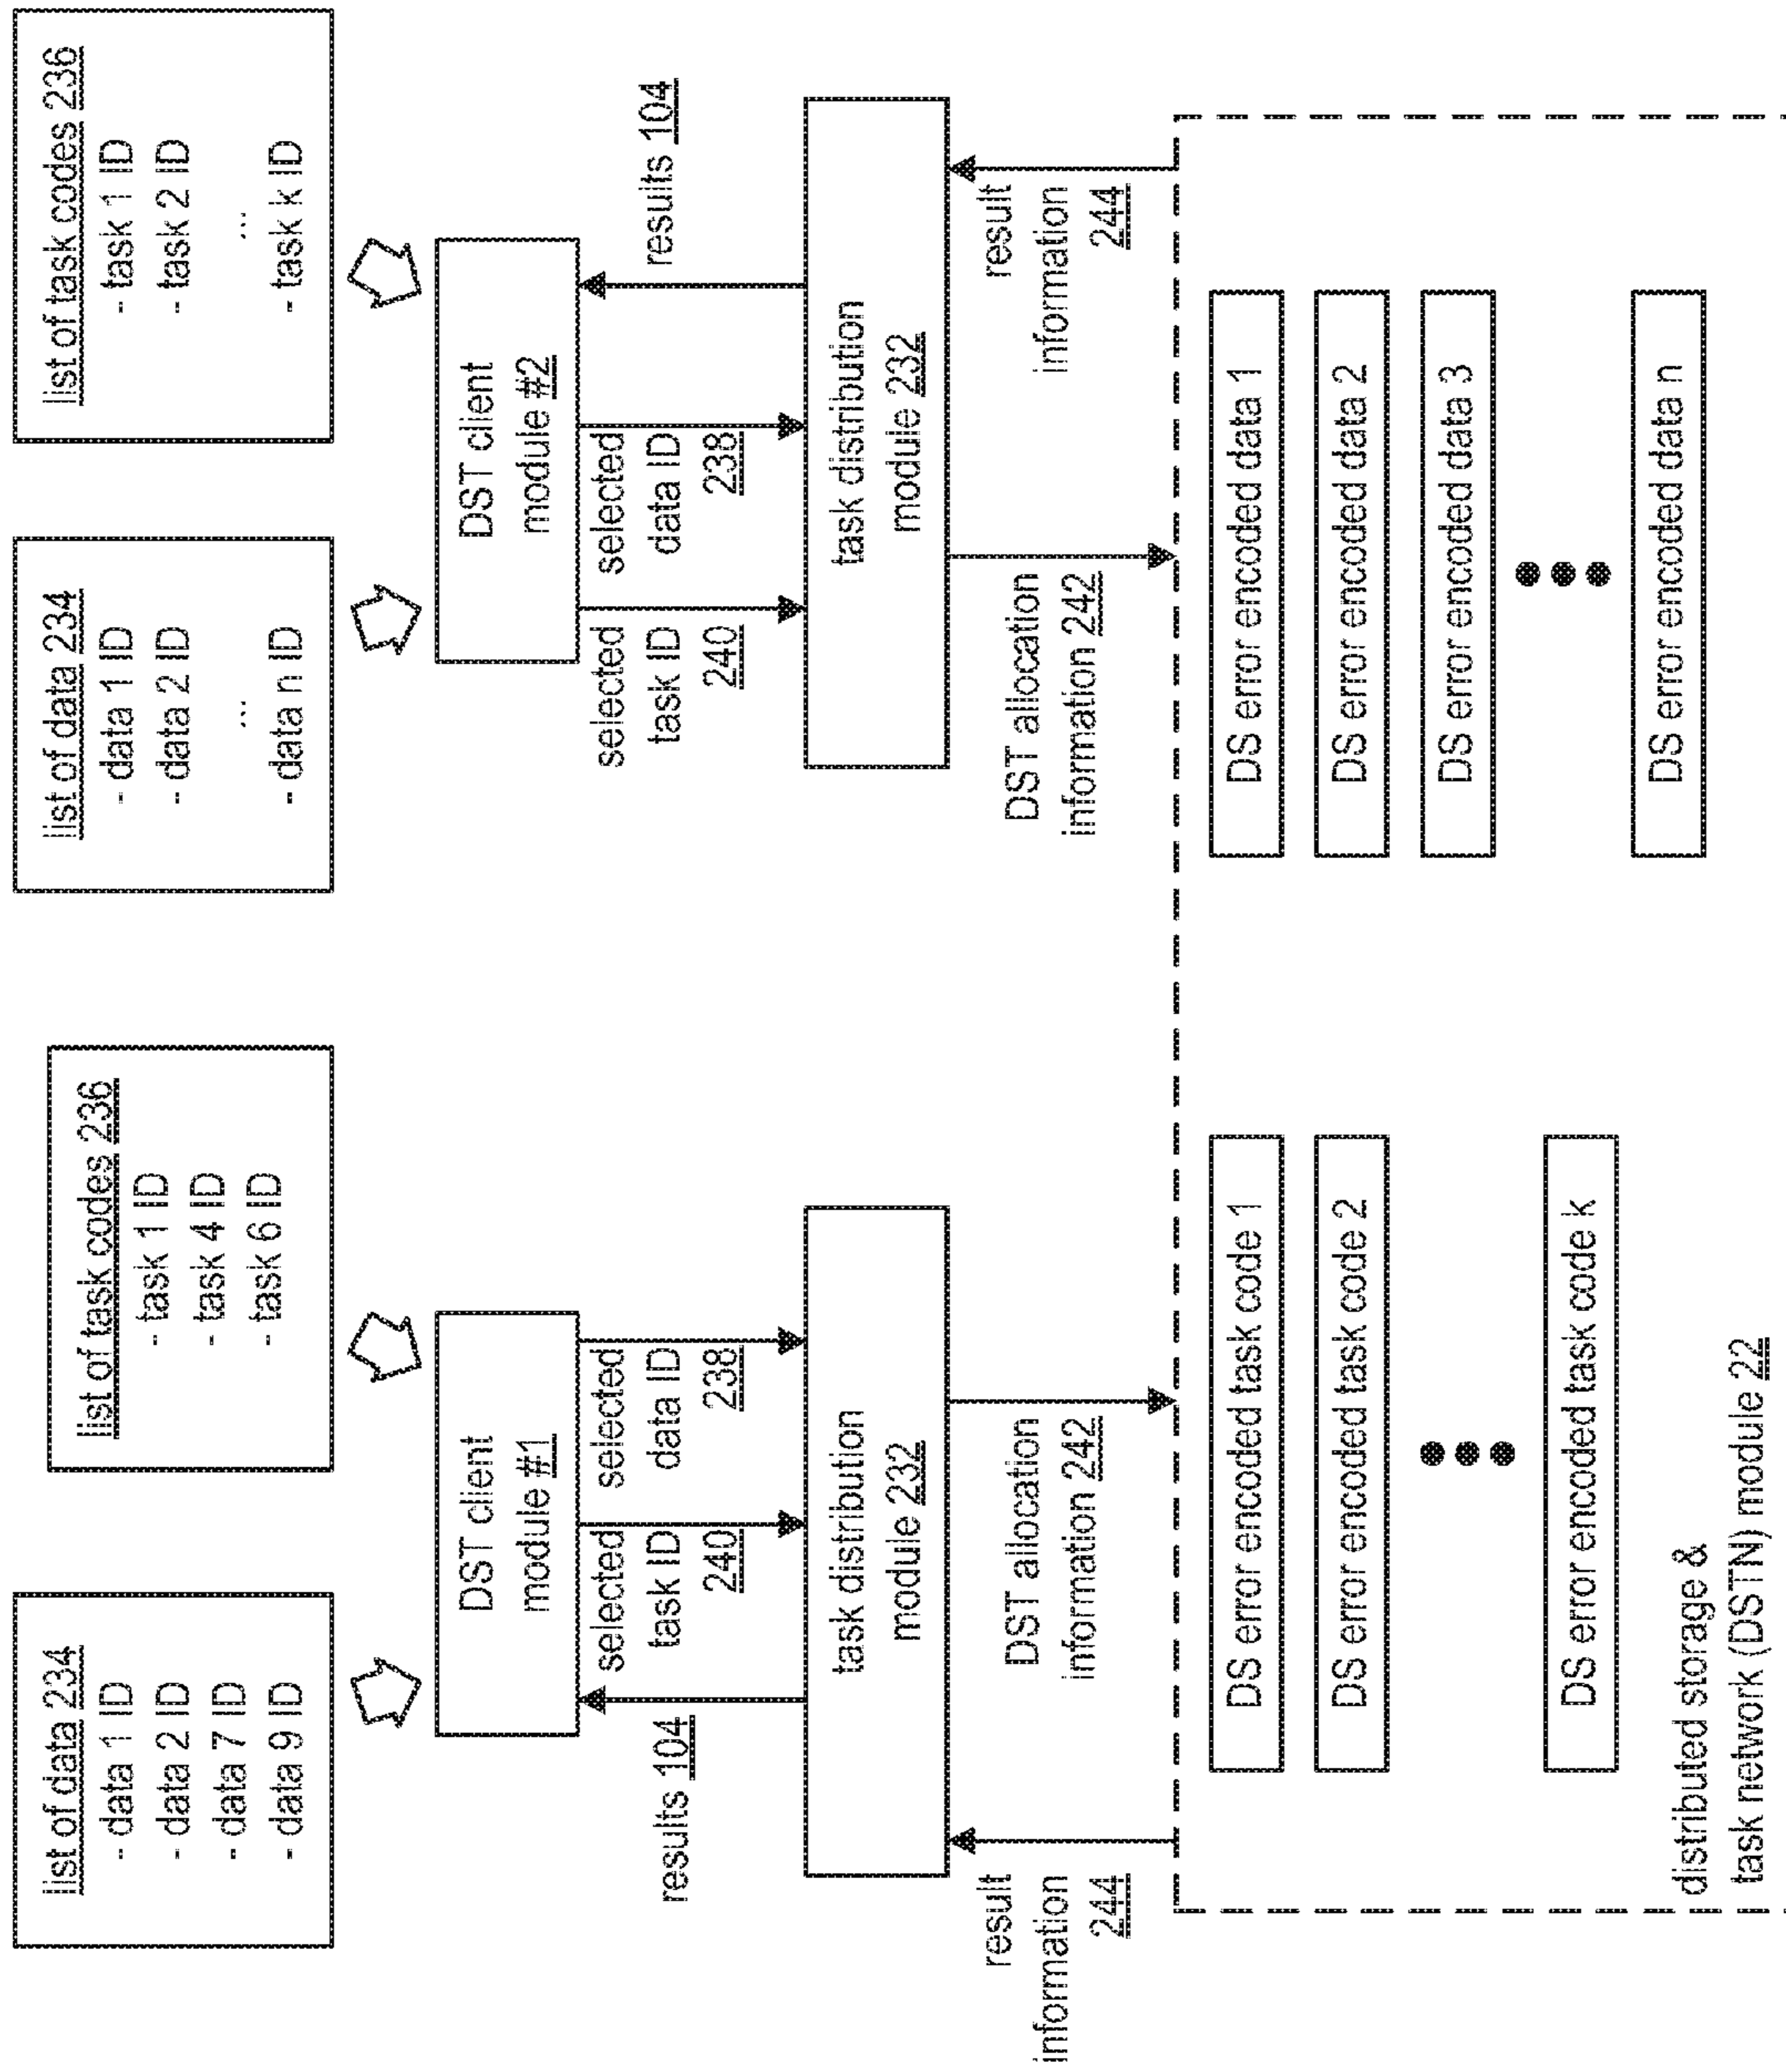 list of data 234
- data 1 ID
- data 2 ID
- data 7 ID
- data 9 ID
list of task codes 236
- task 1 ID
- task 4 ID
- task 6 ID
list of data 234
- data 1 ID
- data 2 ID
...
- data n ID
list of task codes 236
- task 1 ID
- task 2 ID
...
- task k ID
DST client
module #1
DST client
module #2
results 104
selected
task ID
240
selected
data ID
238
selected
task ID
240
selected
data ID
238
results 104
task distribution
module 232
task distribution
module 232
result
information
244
DST allocation
information 242
DST allocation
information 242
result
information
244
DS error encoded task code 1
DS error encoded task code 2
DS error encoded task code k
DS error encoded data 1
DS error encoded data 2
DS error encoded data 3
DS error encoded data n
distributed storage &
task network (DSTN) module 22